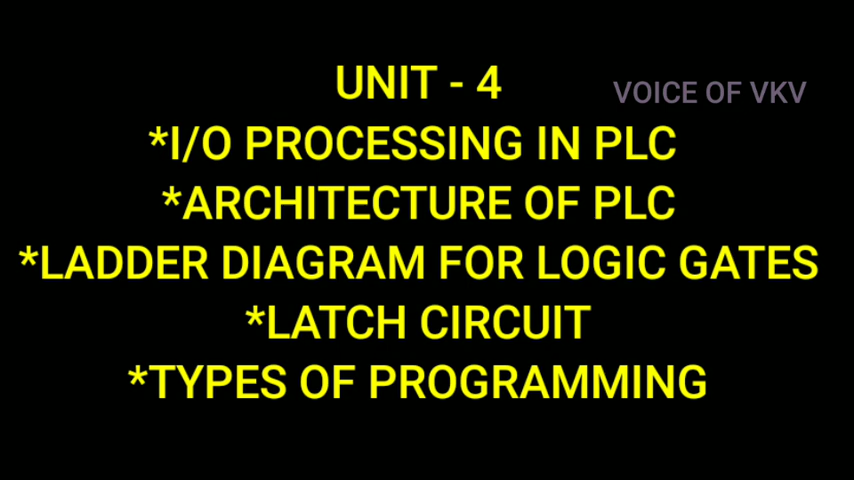 UNIT - 4
VOICE OF VKV
*I/O PROCESSING IN PLC
*ARCHITECTURE OF PLC
*LADDER DIAGRAM FOR LOGIC GATES
*LATCH CIRCUIT
*TYPES OF PROGRAMMING